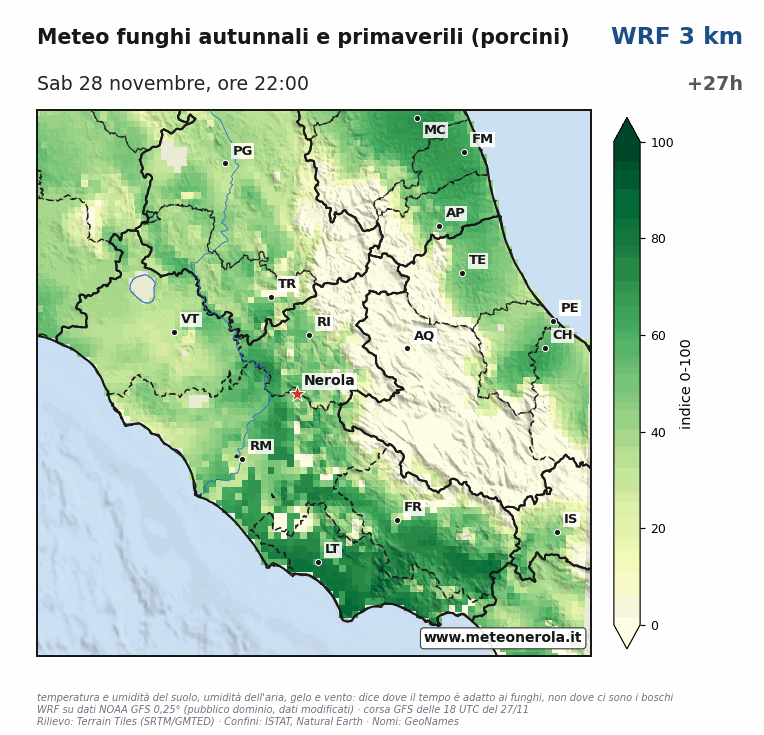 Meteo funghi autunnali e primaverili (porcini)
WRF 3 km
Sab 28 novembre, ore 22:00
+27h
MC
FM
PG
AP
TE
TR
PE
VT
RI
AQ
CH
Nerola
RM
FR
IS
LT
www.meteonerola.it
100
80
60
40
20
0
indice 0-100
temperatura e umidità del suolo, umidità dell'aria, gelo e vento: dice dove il tempo è adatto ai funghi, non dove ci sono i boschi
WRF su dati NOAA GFS 0,25° (pubblico dominio, dati modificati) · corsa GFS delle 18 UTC del 27/11
Rilievo: Terrain Tiles (SRTM/GMTED) · Confini: ISTAT, Natural Earth · Nomi: GeoNames